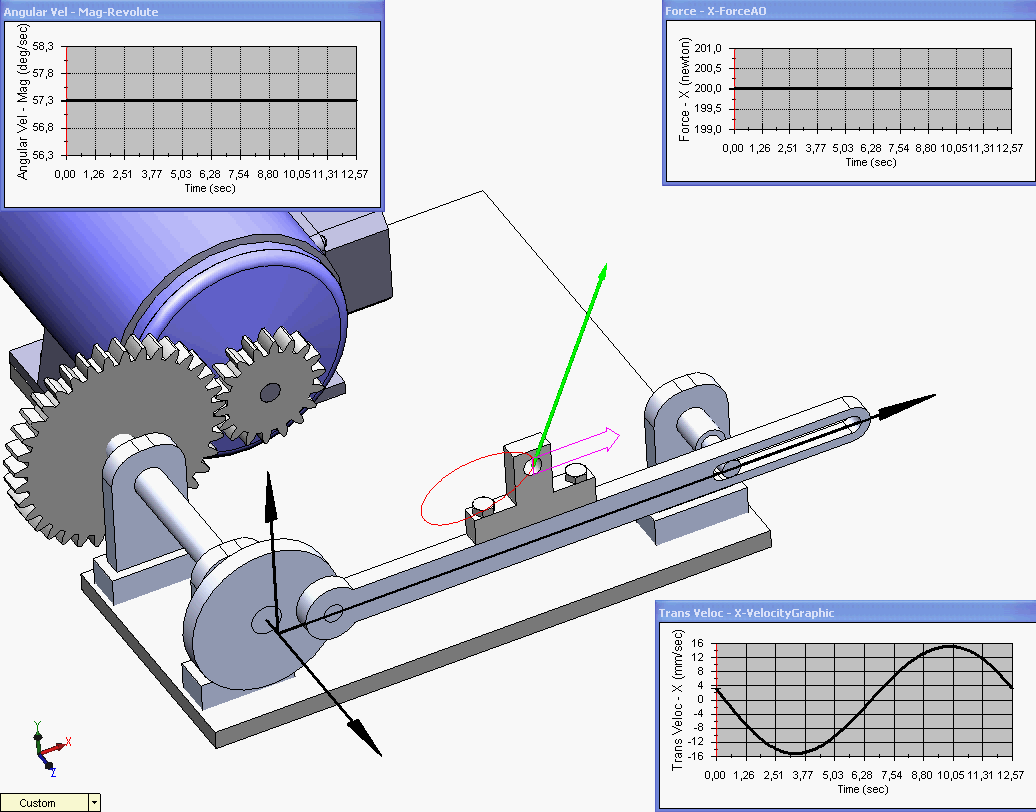 Angular Vel - Mag-Revolute
Angular Vel - Mag (deg/sec)
58,3
57,8
57,3
56,8
56,3
0,00 1,26 2,51 3,77 5,03 6,28 7,54 8,80 10,05 11,31 12,57
Time (sec)
Force - X-ForceAO
Force - X (newton)
201,0
200,5
200,0
199,5
199,0
0,00 1,26 2,51 3,77 5,03 6,28 7,54 8,80 10,05 11,31 12,57
Time (sec)
Trans Veloc - X-VelocityGraphic
Trans Veloc - X (mm/sec)
16
12
8
4
0
-4
-8
-12
-16
0,00 1,26 2,51 3,77 5,03 6,28 7,54 8,80 10,05 11,31 12,57
Time (sec)
Y
X
Z
Custom